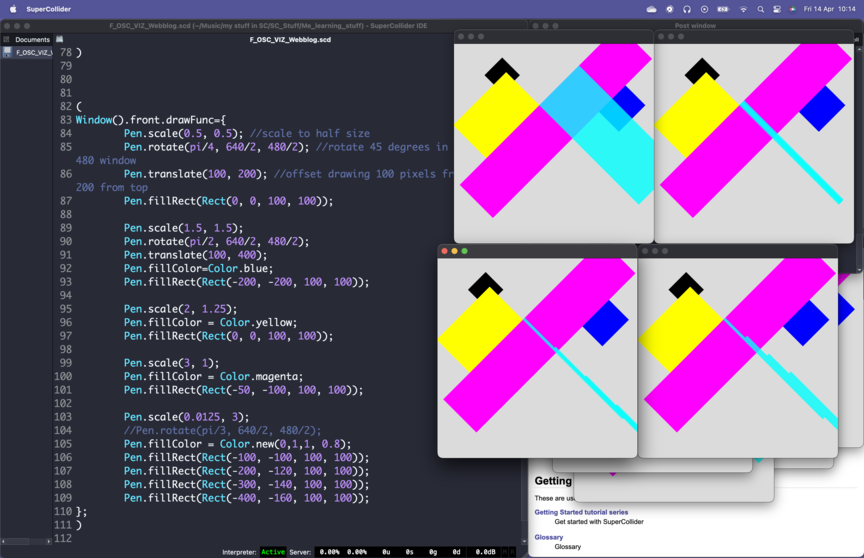 SuperCollider
Fri 14 Apr 10:14
F_OSC_VIZ_Webblog.scd (~/Music/my stuff in SC/SC_Stuff/Me_learning_stuff) - SuperCollider IDE
Post window
Documents
F_OSC_VIZ_Webblog.scd
F_OSC_VIZ_W
78 )
79
80
81
82 (
83 Window().front.drawFunc={
84 Pen.scale(0.5, 0.5); //scale to half size
85 Pen.rotate(pi/4, 640/2, 480/2); //rotate 45 degrees in
480 window
86 Pen.translate(100, 200); //offset drawing 100 pixels f
200 from top
87 Pen.fillRect(Rect(0, 0, 100, 100));
88
89 Pen.scale(1.5, 1.5);
90 Pen.rotate(pi/2, 640/2, 480/2);
91 Pen.translate(100, 400);
92 Pen.fillColor=Color.blue;
93 Pen.fillRect(Rect(-200, -200, 100, 100));
94
95 Pen.scale(2, 1.25);
96 Pen.fillColor = Color.yellow;
97 Pen.fillRect(Rect(0, 0, 100, 100));
98
99 Pen.scale(3, 1);
100 Pen.fillColor = Color.magenta;
101 Pen.fillRect(Rect(-50, -100, 100, 100));
102
103 Pen.scale(0.0125, 3);
104 //Pen.rotate(pi/3, 640/2, 480/2);
105 Pen.fillColor = Color.new(0,1,1, 0.8);
106 Pen.fillRect(Rect(-100, -100, 100, 100));
107 Pen.fillRect(Rect(-200, -120, 100, 100));
108 Pen.fillRect(Rect(-300, -140, 100, 100));
109 Pen.fillRect(Rect(-400, -160, 100, 100));
110 };
111 )
112
Getting
These are us
Getting Started tutorial series
Get started with SuperCollider
Glossary
Glossary
Interpreter: Active Server: 0.00% 0.00% 0u 0s 0g 0d 0.0dB M R